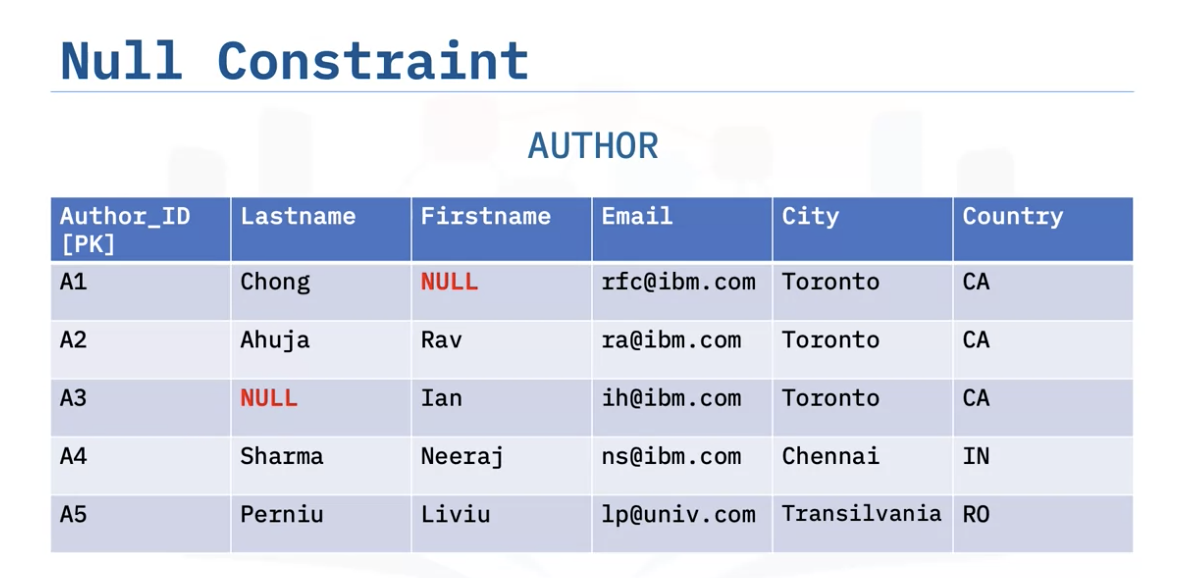 Null Constraint
AUTHOR
Author_ID Lastname Firstname Email City Country
[PK]
A1 Chong NULL rfc@ibm.com Toronto CA
A2 Ahuja Rav ra@ibm.com Toronto CA
A3 NULL Ian ih@ibm.com Toronto CA
A4 Sharma Neeraj ns@ibm.com Chennai IN
A5 Perniu Liviu lp@univ.com Transilvania RO